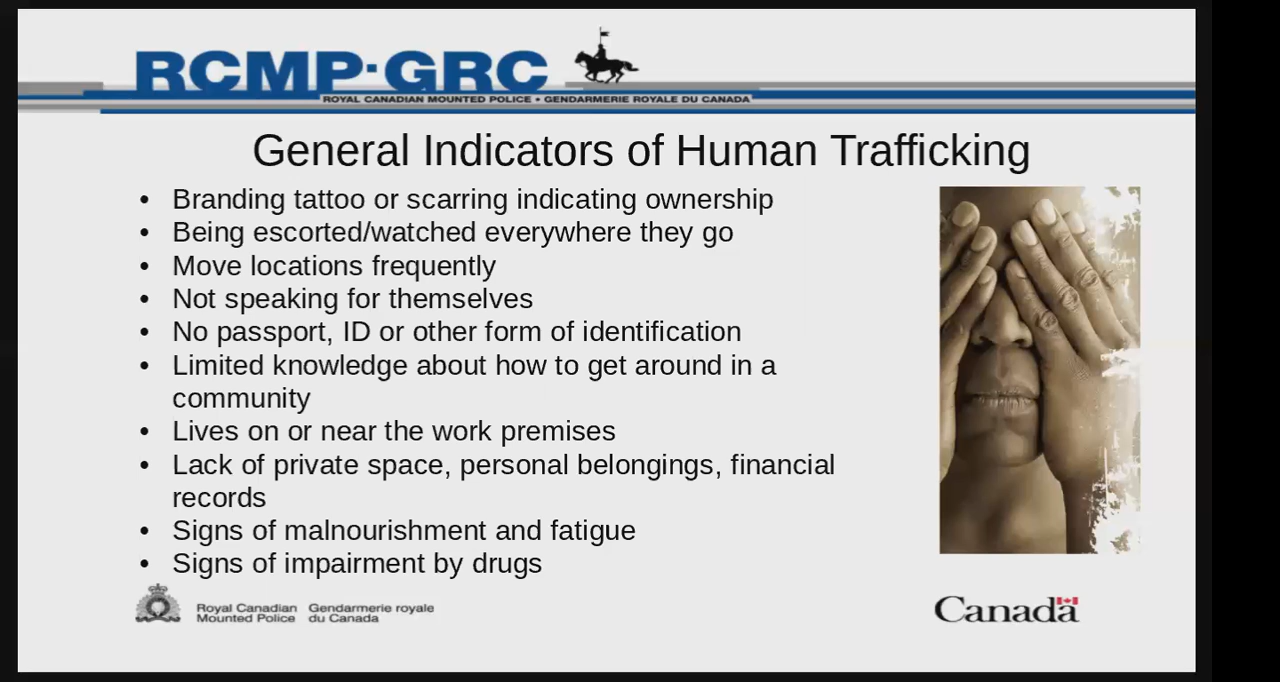 RCMP·GRC
ROYAL CANADIAN MOUNTED POLICE • GENDARMERIE ROYALE DU CANADA
General Indicators of Human Trafficking
• Branding tattoo or scarring indicating ownership
• Being escorted/watched everywhere they go
• Move locations frequently
• Not speaking for themselves
• No passport, ID or other form of identification
• Limited knowledge about how to get around in a
community
• Lives on or near the work premises
• Lack of private space, personal belongings, financial
records
• Signs of malnourishment and fatigue
• Signs of impairment by drugs
Royal Canadian Gendarmerie royale
Mounted Police du Canada
Canada